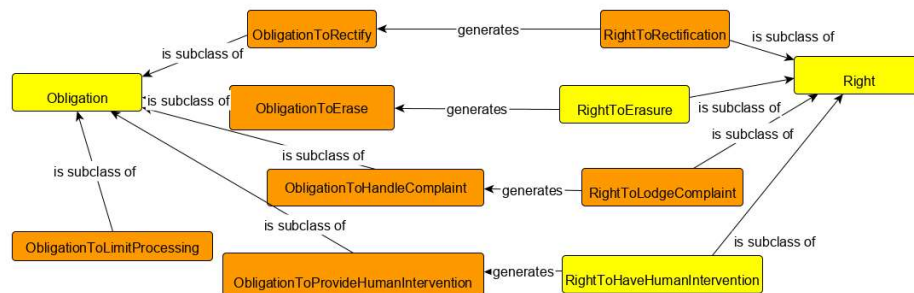 ObligationToRectify
generates
RightToRectification
is subclass of
is subclass of
Obligation
is subclass of
ObligationToErase
generates
RightToErasure
is subclass of
Right
is subclass of
is subclass of
ObligationToHandleComplaint
generates
RightToLodgeComplaint
is subclass of
ObligationToLimitProcessing
is subclass of
is subclass of
ObligationToProvideHumanIntervention
generates
RightToHaveHumanIntervention